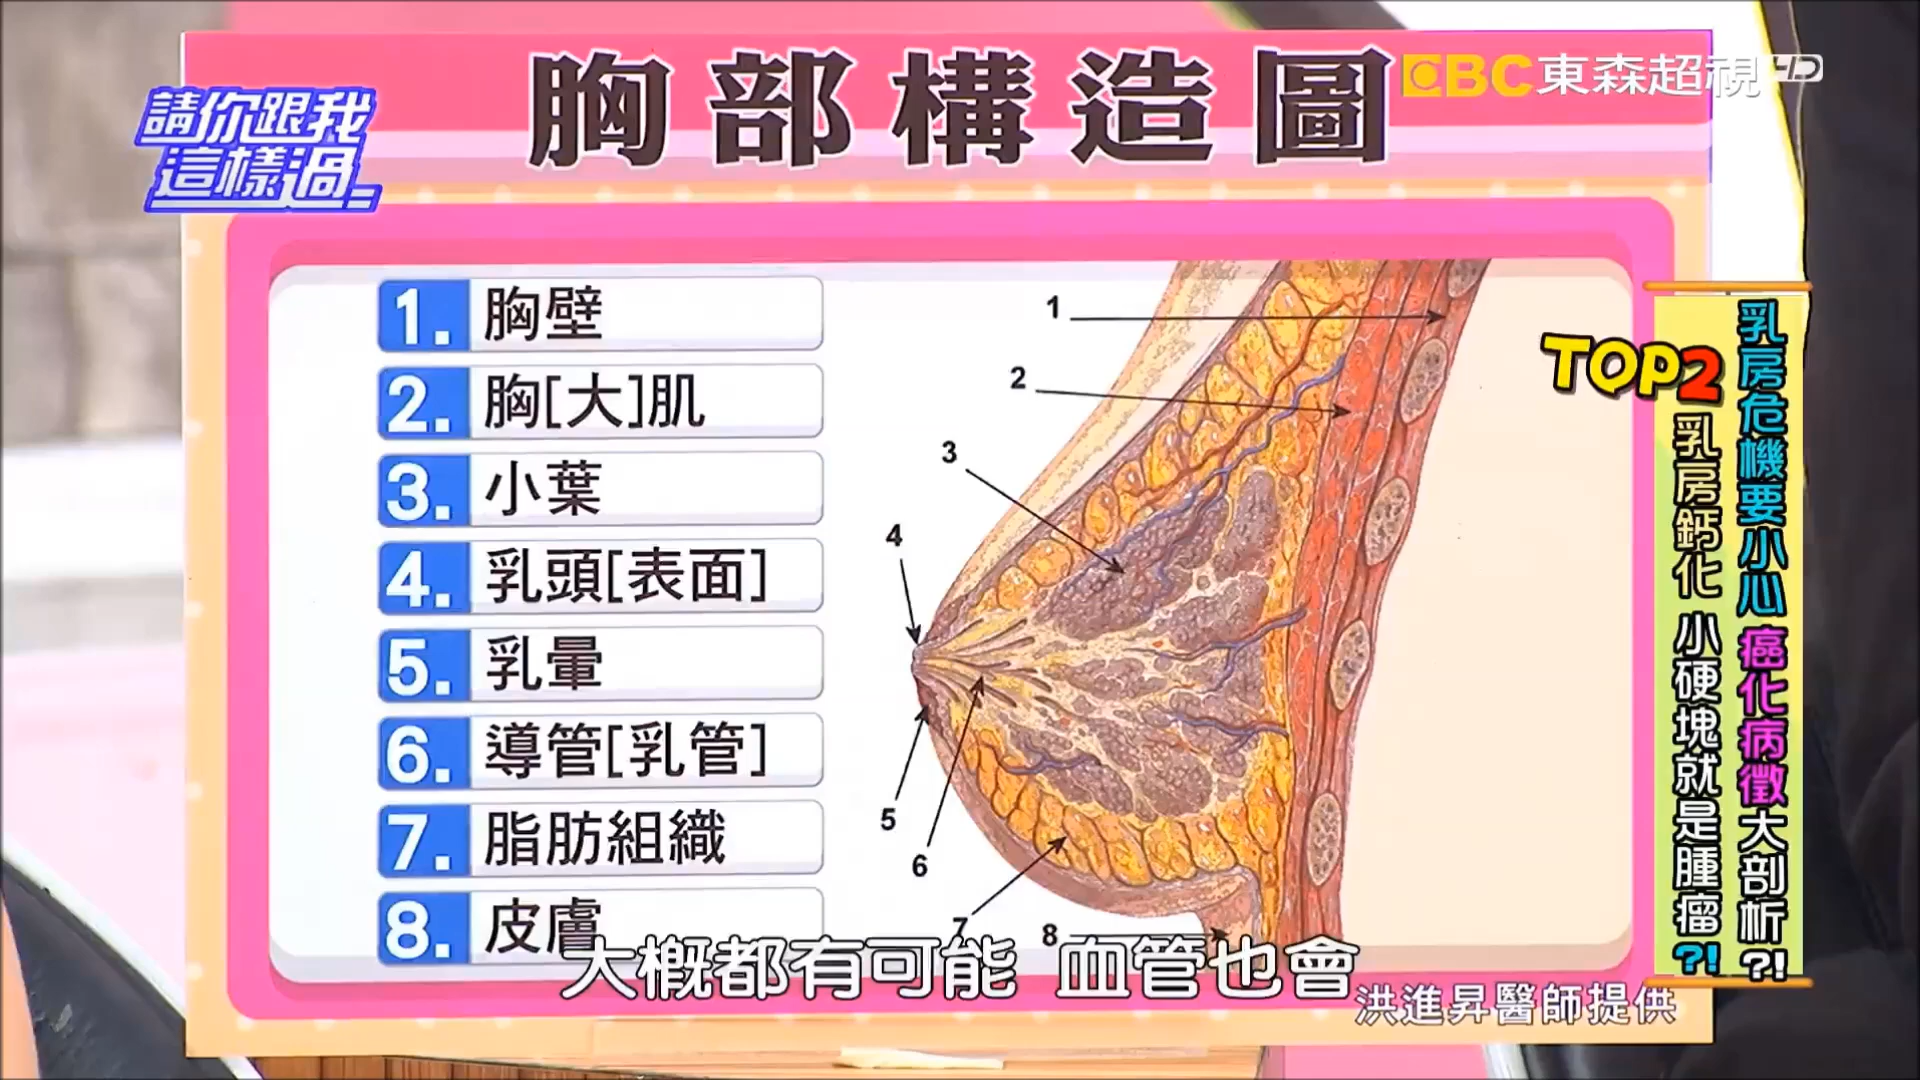 胸部構造圖
EBC東森超視HD
請你跟我
這樣過
1. 胸壁
2. 胸[大]肌
3. 小葉
4. 乳頭[表面]
5. 乳暈
6. 導管[乳管]
7. 脂肪組織
8. 皮膚
1
2
3
4
5
6
7
8
TOP2
乳房危機要小心 癌化病徵大剖析?!
乳房鈣化 小硬塊就是腫瘤?!
大概都有可能 血管也會
洪進昇醫師提供